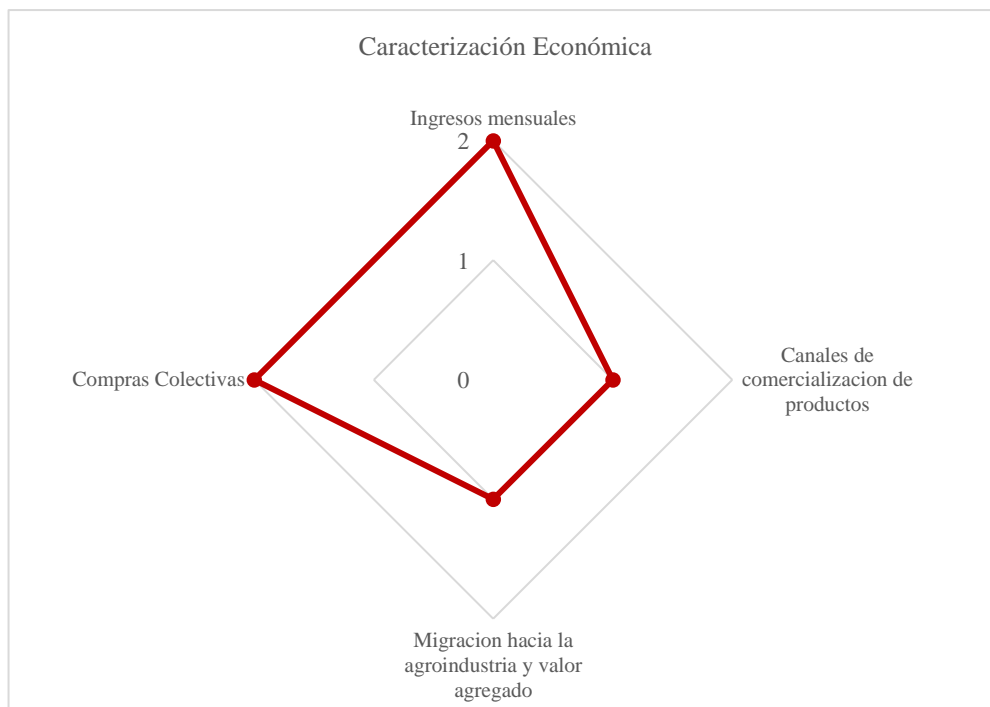 Caracterización Económica
Ingresos mensuales
2
1
0
Compras Colectivas
Canales de
comercializacion de
productos
Migracion hacia la
agroindustria y valor
agregado